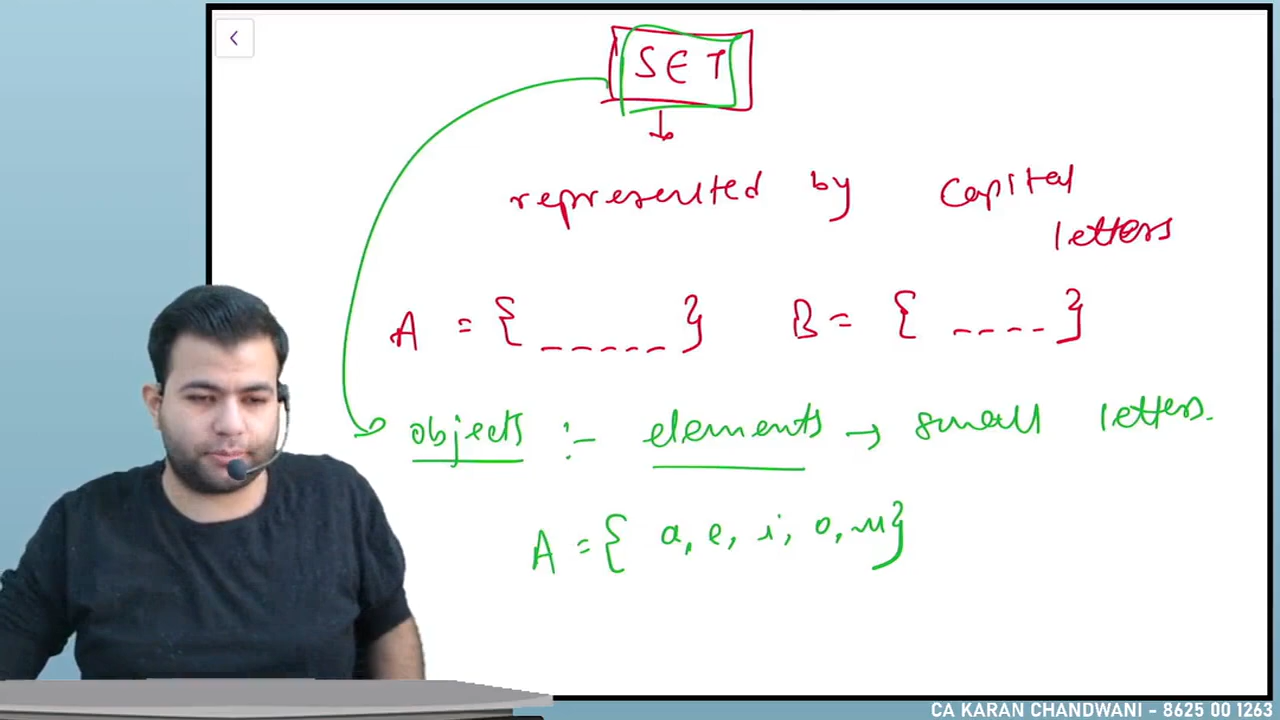 SET
represented by Capital
letters
A = { _ _ _ _ _ } B = { _ _ _ _ }
objects :- elements → small letters.
A = { a, e, i, o, u }
CA KARAN CHANDWANI - 8625 00 1263